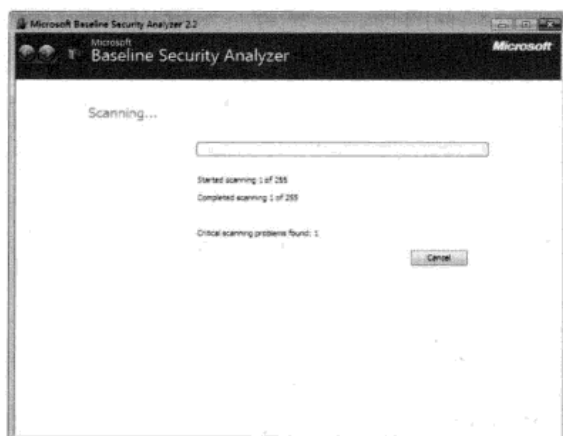 Microsoft Baseline Security Analyzer 2.2
Microsoft
Baseline Security Analyzer
Microsoft
Scanning...
Started scanning 1 of 255
Completed scanning 1 of 255
Critical scanning problems found: 1
Cancel